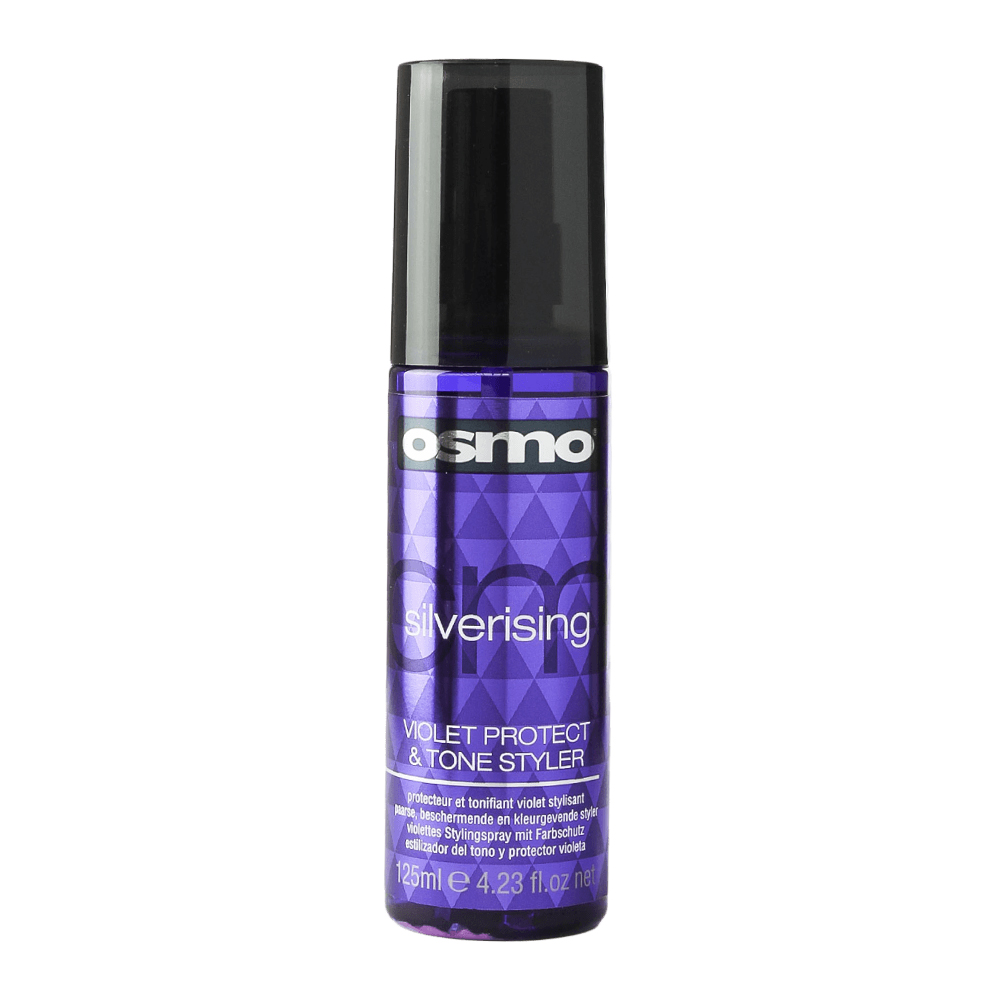 osmo
silverising
VIOLET PROTECT
& TONE STYLER
protecteur et tonifiant violet stylisant
paarse, beschermende en kleurgevende styler
violettes Stylingspray mit Farbschutz
estilizador del tono y protector violeta
125ml e 4.23 fl.oz net